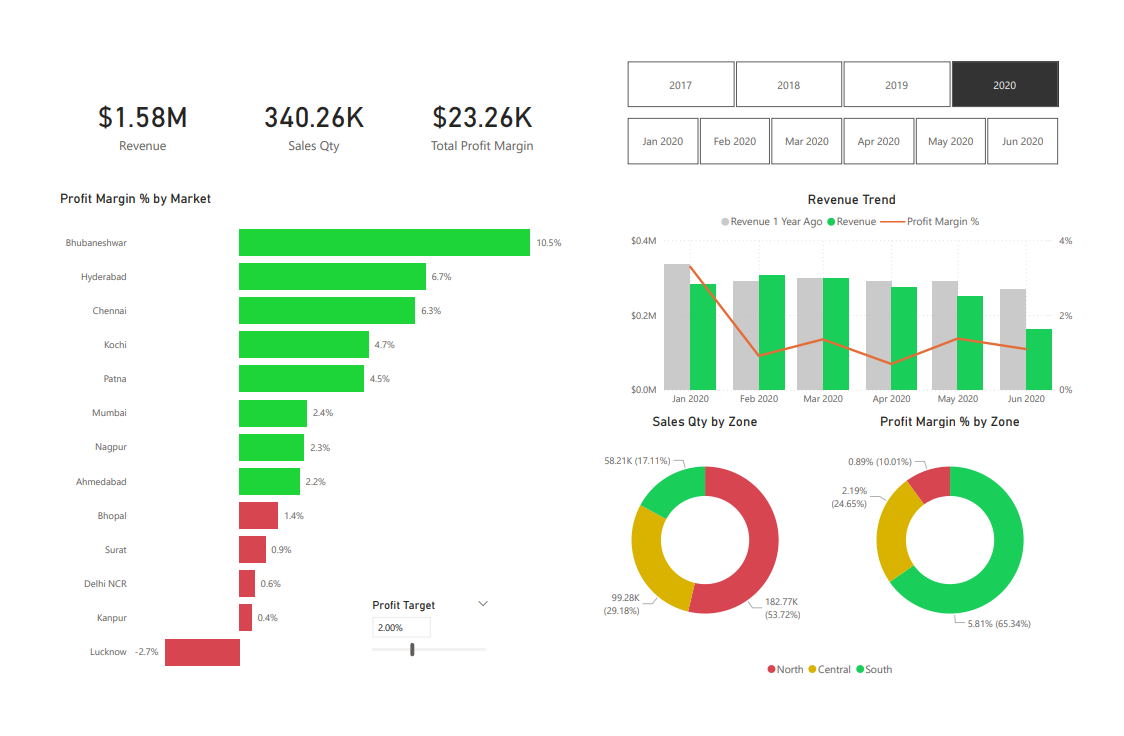 $1.58M
Revenue
340.26K
Sales Qty
$23.26K
Total Profit Margin
2017
2018
2019
2020
Jan 2020
Feb 2020
Mar 2020
Apr 2020
May 2020
Jun 2020
Profit Margin % by Market
Bhubaneshwar 10.5%
Hyderabad 6.7%
Chennai 6.3%
Kochi 4.7%
Patna 4.5%
Mumbai 2.4%
Nagpur 2.3%
Ahmedabad 2.2%
Bhopal 1.4%
Surat 0.9%
Delhi NCR 0.6%
Kanpur 0.4%
Lucknow -2.7%
Profit Target
2.00%
Revenue Trend
Revenue 1 Year Ago Revenue Profit Margin %
$0.4M 4%
$0.2M 2%
$0.0M 0%
Jan 2020 Feb 2020 Mar 2020 Apr 2020 May 2020 Jun 2020
Sales Qty by Zone
58.21K (17.11%)
99.28K
(29.18%)
182.77K
(53.72%)
Profit Margin % by Zone
0.89% (10.01%)
2.19%
(24.65%)
5.81% (65.34%)
North Central South